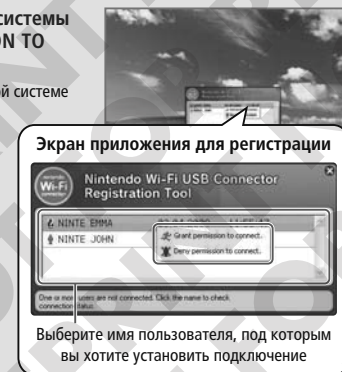 системы
ON TO
ой системе
Экран приложения для регистрации
Nintendo Wi-Fi USB Connector
Registration Tool
NINTE EMMA
NINTE JOHN
Grant permission to connect..
Deny permission to connect..
One or more users are not connected. Click the name to check
connection status.
Выберите имя пользователя, под которым
вы хотите установить подключение